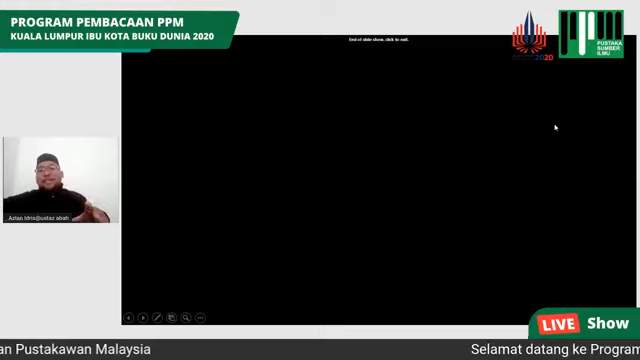 PROGRAM PEMBACAAN PPM
KUALA LUMPUR IBU KOTA BUKU DUNIA 2020
End of slide show, click to exit.
2020
PUSTAKA
SUMBER
ILMU
Azlan Idris@ustaz abah
LIVE Show
an Pustakawan Malaysia
Selamat datang ke Program